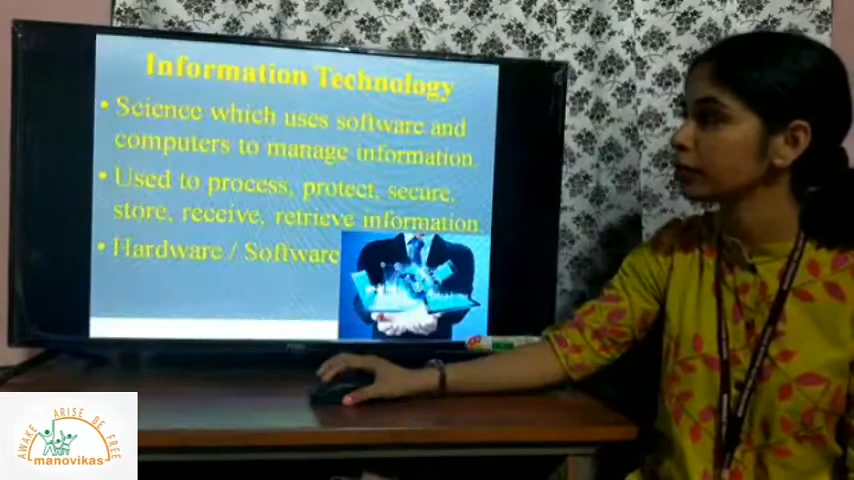 Information Technology
• Science which uses software and
computers to manage information.
• Used to process, protect, secure,
store, receive, retrieve information.
• Hardware / Software
AWAKE ARISE BE FREE
manovikas